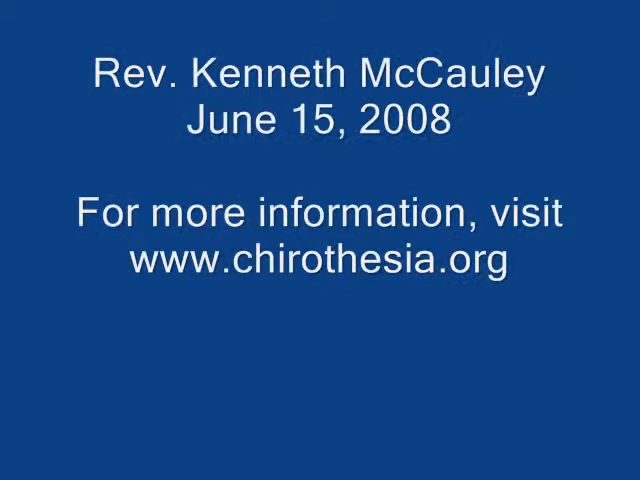 Rev. Kenneth McCauley
June 15, 2008
For more information, visit
www.chirothesia.org